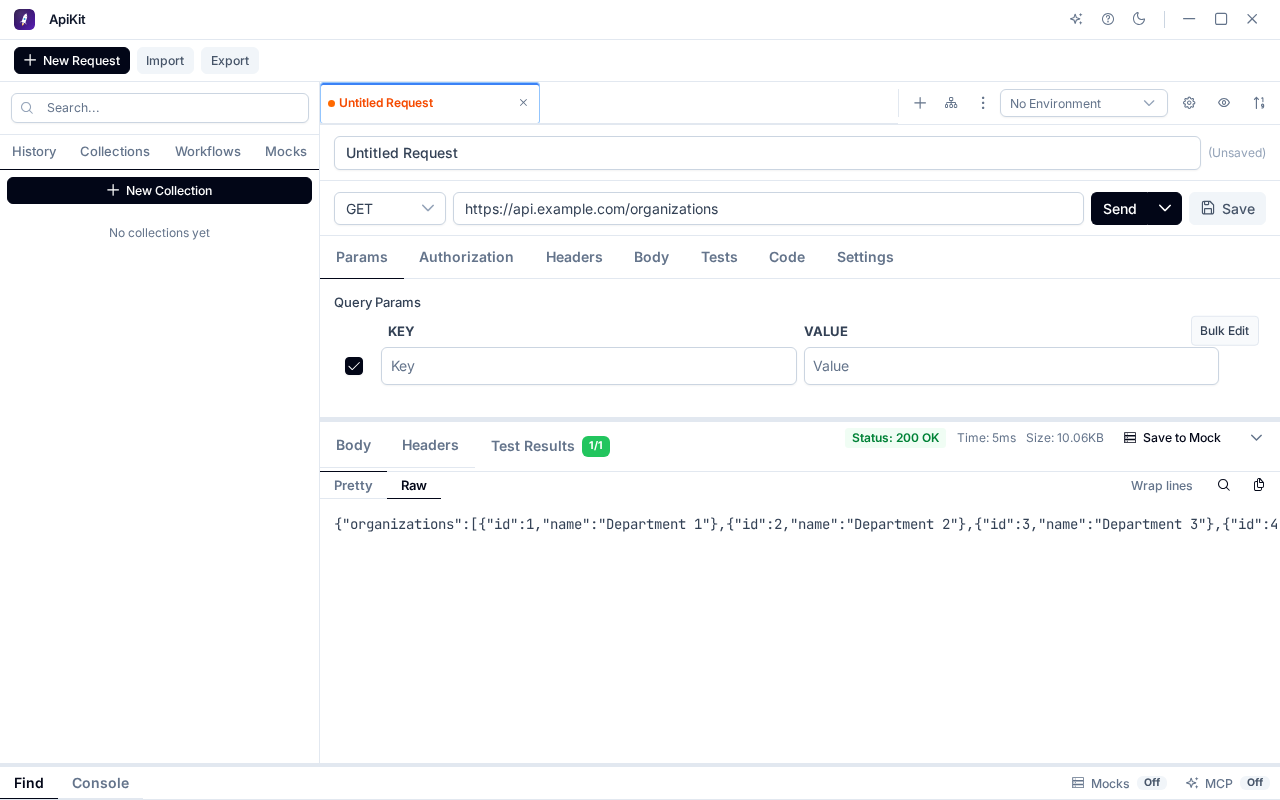 ApiKit
New Request Import Export
Search...
Untitled Request
No Environment
History Collections Workflows Mocks
Untitled Request (Unsaved)
New Collection
No collections yet
GET https://api.example.com/organizations Send Save
Params Authorization Headers Body Tests Code Settings
Query Params
KEY VALUE Bulk Edit
Key Value
Body Headers Test Results 1/1 Status: 200 OK Time: 5ms Size: 10.06KB Save to Mock
Pretty Raw Wrap lines
{"organizations":[{"id":1,"name":"Department 1"},{"id":2,"name":"Department 2"},{"id":3,"name":"Department 3"},{"id":4
Find Console Mocks Off MCP Off